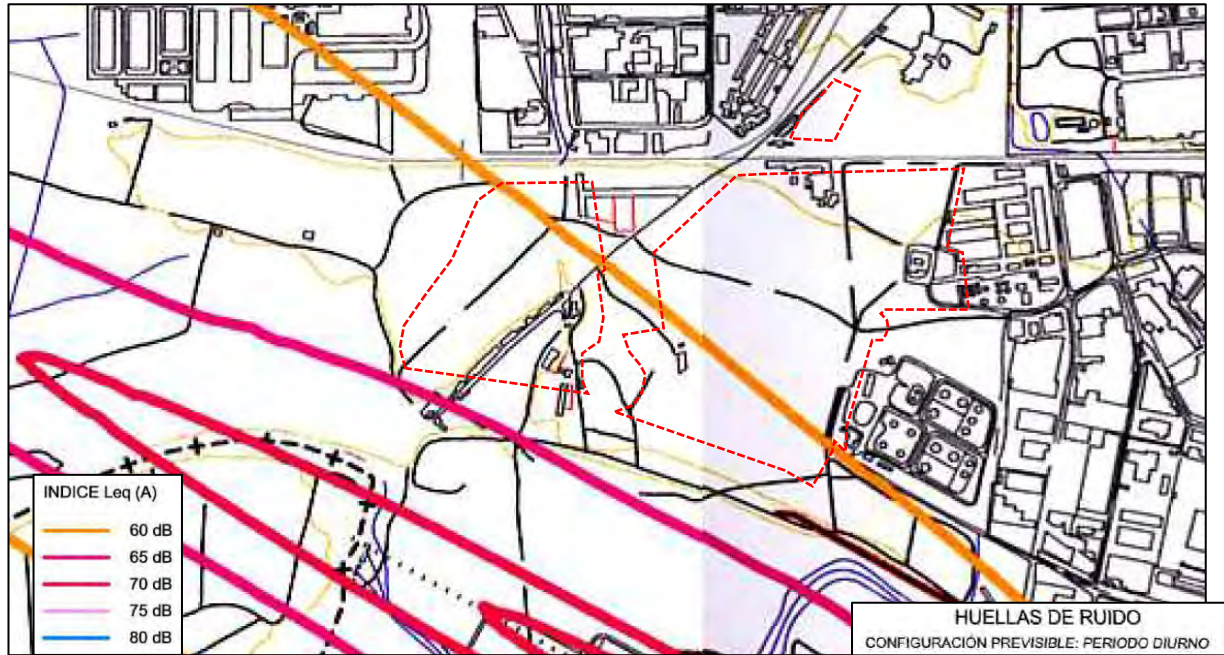 INDICE Leq (A)
60 dB
65 dB
70 dB
75 dB
80 dB
HUELLAS DE RUIDO
CONFIGURACIÓN PREVISIBLE: PERIODO DIURNO